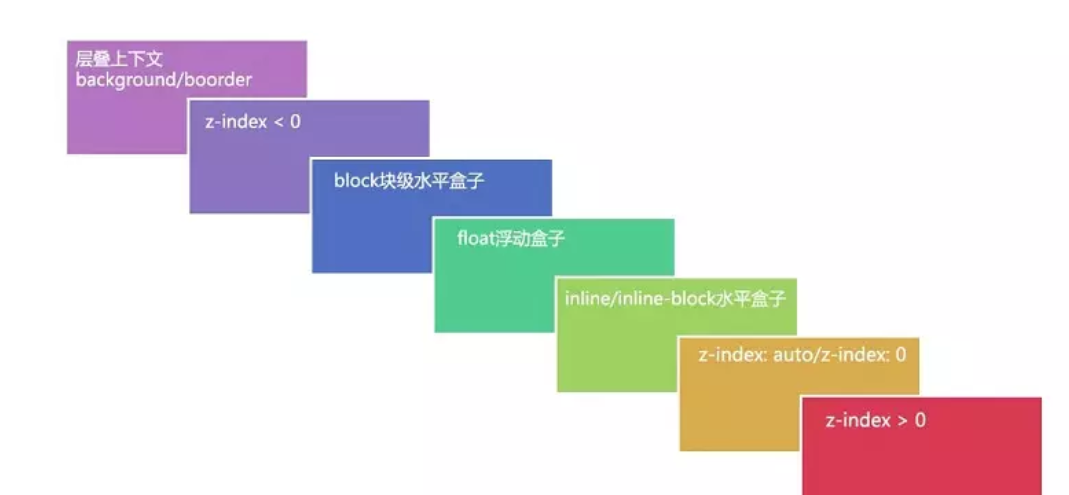 层叠上下文
background/boorder
z-index < 0
block块级水平盒子
float浮动盒子
inline/inline-block水平盒子
z-index: auto/z-index: 0
z-index > 0